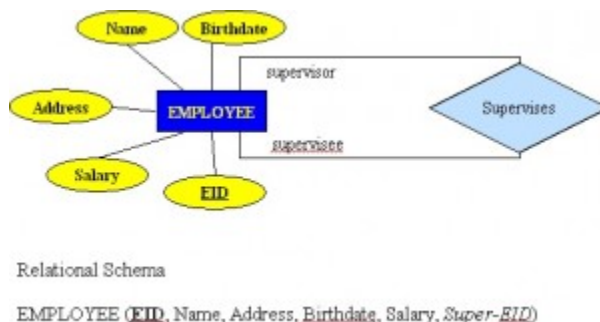 Name Birthdate
supervisor
Address EMPLOYEE Supervises
supervisee
Salary
EID
Relational Schema
EMPLOYEE (EID, Name, Address, Birthdate, Salary, Super-EID)